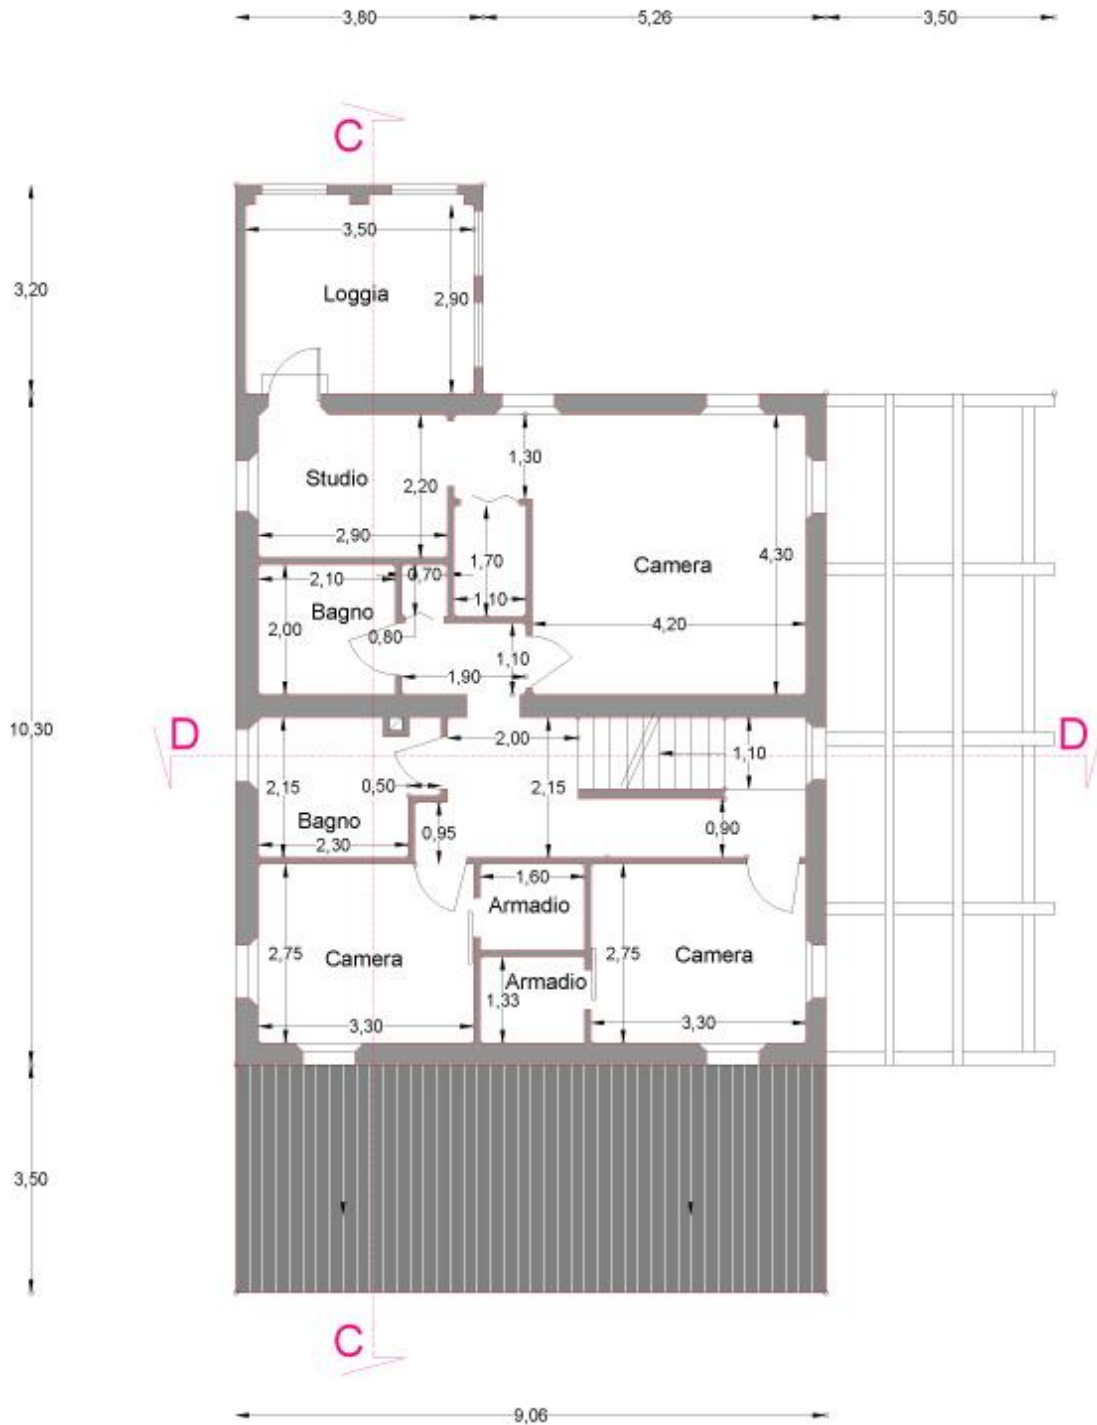 3,80
5,26
3,50
C
3,50
3,20
Loggia
2,90
1,30
Studio
2,20
2,90
4,30
1,70
Camera
2,10
0,70
1,10
Bagno
2,00
4,20
0,80
1,10
1,90
10,30
D
D
2,00
1,10
2,15
0,50
2,15
Bagno
0,95
0,90
2,30
1,60
Armadio
2,75
Camera
2,75
Camera
Armadio
1,33
3,30
3,30
3,50
C
9,06